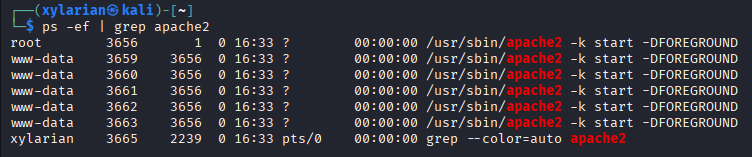 ┌──(xylarian㉿kali)-[~]
└─$ ps -ef | grep apache2
root        3656       1  0 16:33 ?        00:00:00 /usr/sbin/apache2 -k start -DFOREGROUND
www-data    3659    3656  0 16:33 ?        00:00:00 /usr/sbin/apache2 -k start -DFOREGROUND
www-data    3660    3656  0 16:33 ?        00:00:00 /usr/sbin/apache2 -k start -DFOREGROUND
www-data    3661    3656  0 16:33 ?        00:00:00 /usr/sbin/apache2 -k start -DFOREGROUND
www-data    3662    3656  0 16:33 ?        00:00:00 /usr/sbin/apache2 -k start -DFOREGROUND
www-data    3663    3656  0 16:33 ?        00:00:00 /usr/sbin/apache2 -k start -DFOREGROUND
xylarian    3665    2239  0 16:33 pts/0    00:00:00 grep --color=auto apache2